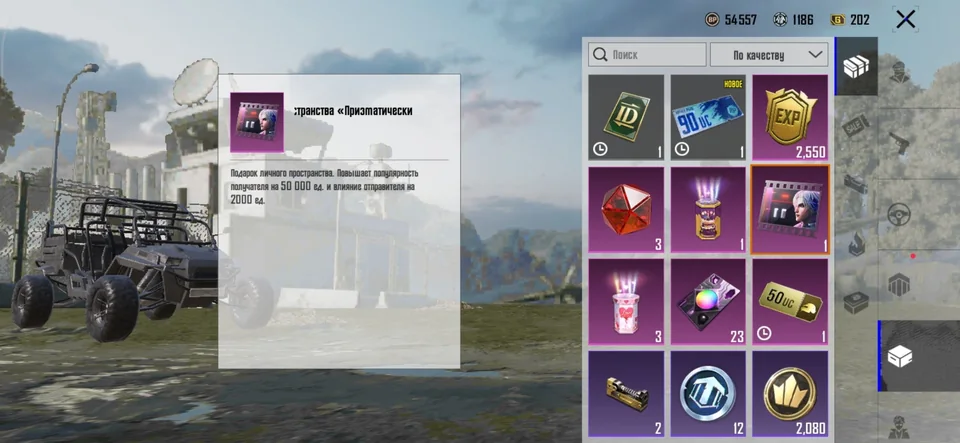 54 557 1186 202
Поиск
По качеству
НОВОЕ
ID
90 UC
EXP
1
1
2,550
:транства «Призматически
Подарок личного пространства. Повышает популярность
получателя на 50 000 ед. и влияние отправителя на
2000 ед.
3
1
1
50 UC
3
23
1
2
12
2,080